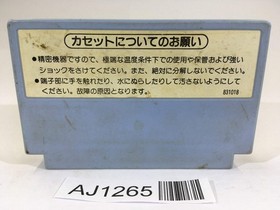 カセットについてのお願い
●精密機器ですので、極端な温度条件下での使用や保管および強い
ショックをさけてください。また、絶対に分解しないでください。
●端子部に手を触れたり、水にぬらしたりして汚さないようにして
ください。故障の原因となります。
831018
AJ1265